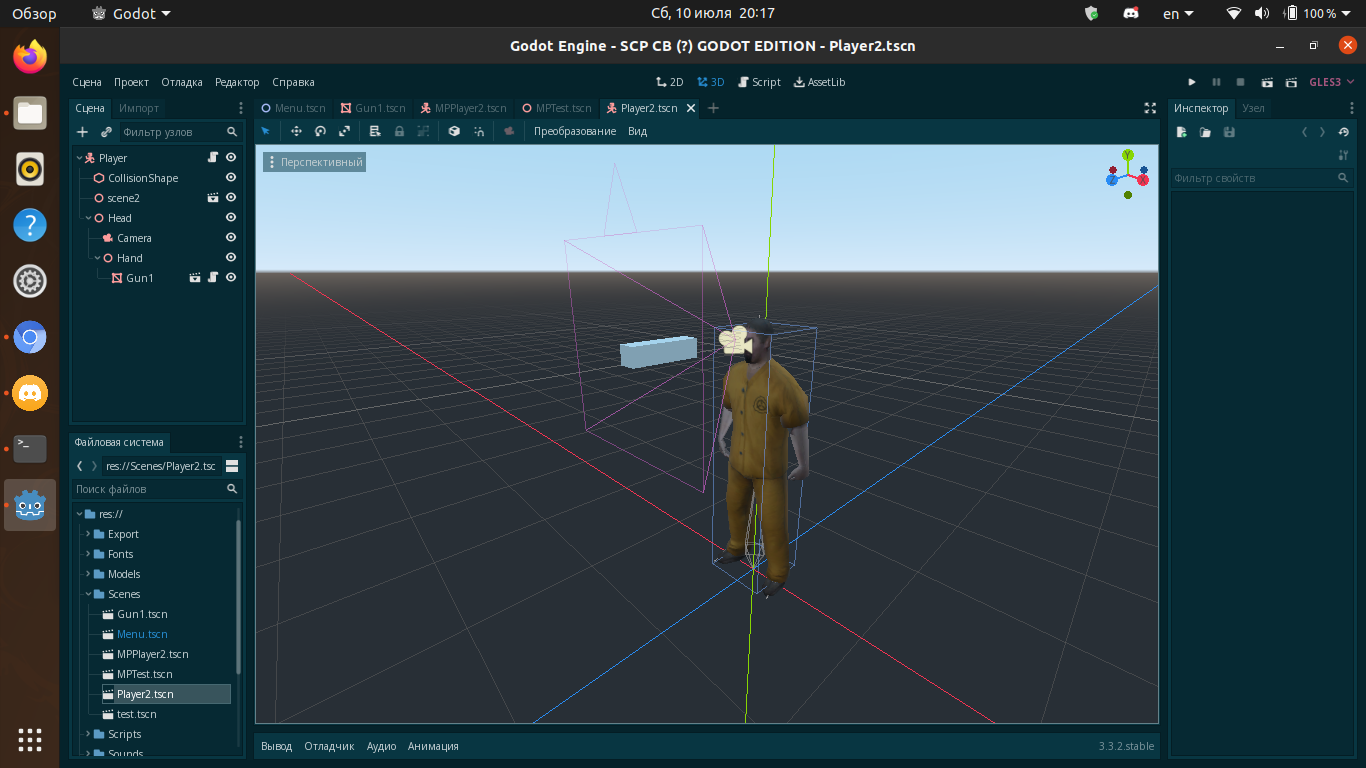 Обзор
Godot
Сб, 10 июля 20:17
en
100 %
Godot Engine - SCP CB (?) GODOT EDITION - Player2.tscn
Сцена Проект Отладка Редактор Справка
2D 3D Script AssetLib
GLES3
Сцена Импорт
Menu.tscn Gun1.tscn MPPlayer2.tscn MPTest.tscn Player2.tscn
Инспектор Узел
Фильтр узлов
Преобразование Вид
Перспективный
Y
Z
X
Фильтр свойств
Player
CollisionShape
scene2
Head
Camera
Hand
Gun1
Файловая система
res://Scenes/Player2.tsc
Поиск файлов
res://
Export
Fonts
Models
Scenes
Gun1.tscn
Menu.tscn
MPPlayer2.tscn
MPTest.tscn
Player2.tscn
test.tscn
Scripts
Sounds
Вывод Отладчик Аудио Анимация
3.3.2.stable